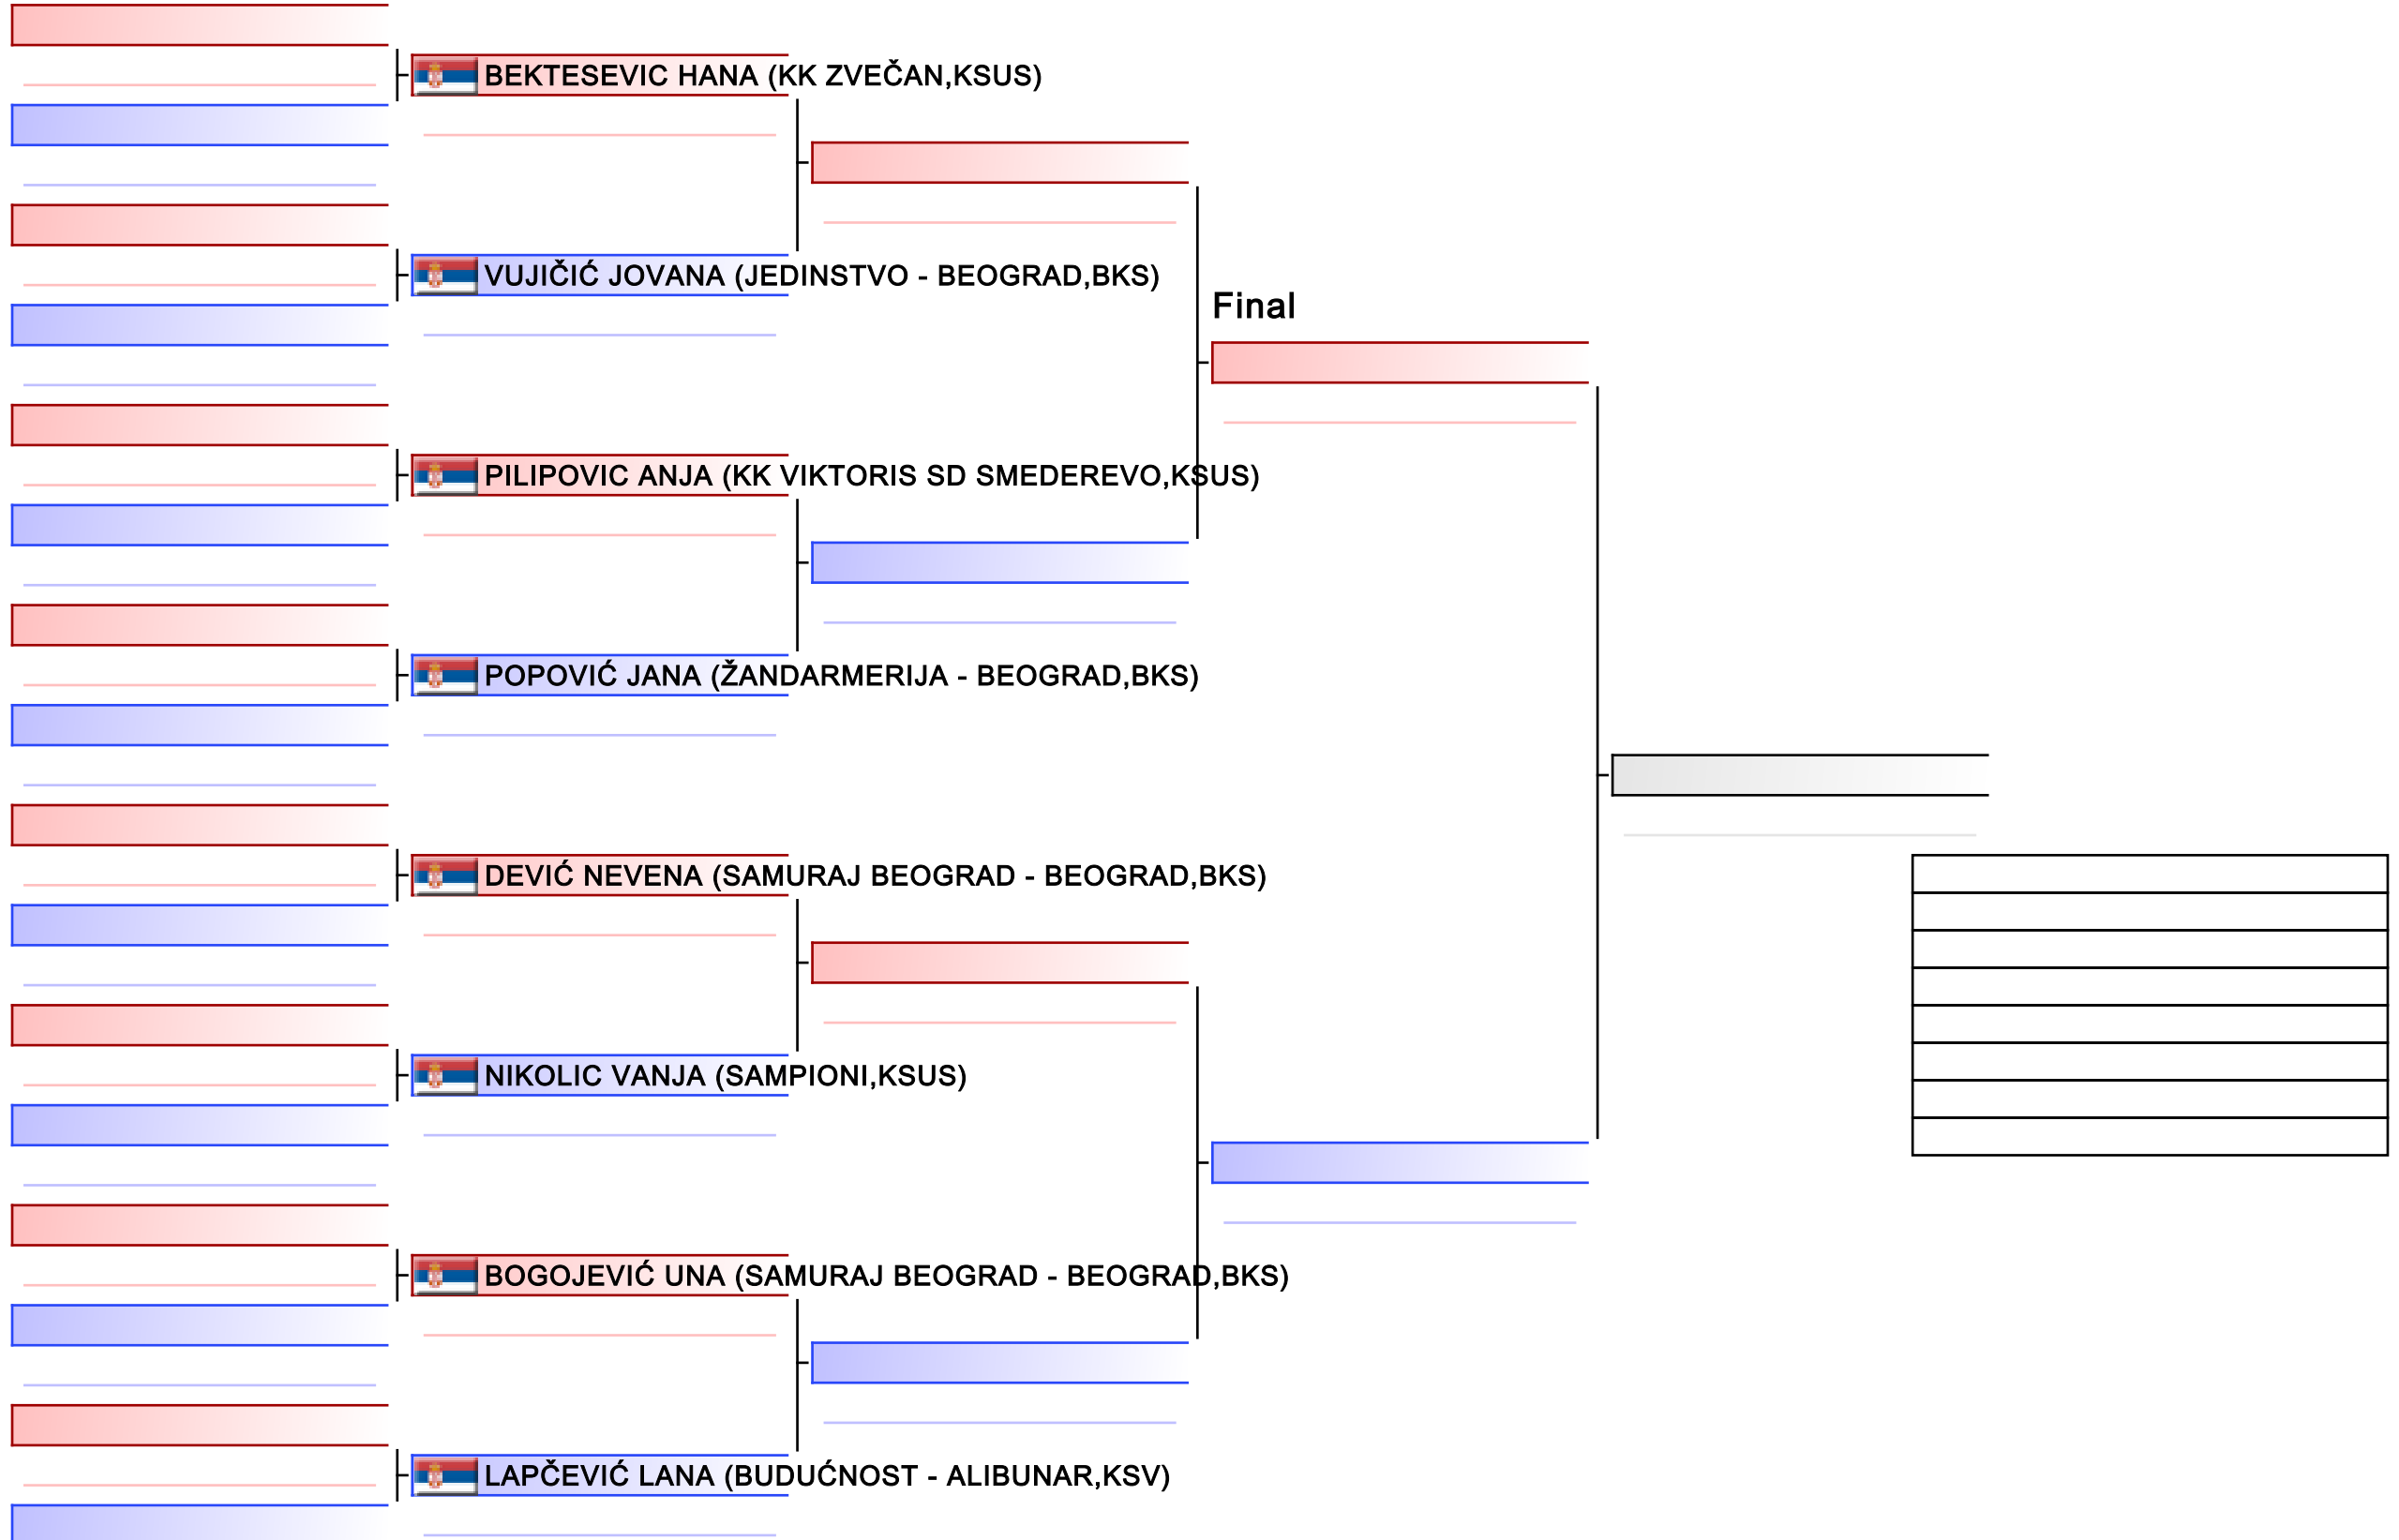 BEKTESEVIC HANA (KK ZVEČAN,KSUS)
VUJIČIĆ JOVANA (JEDINSTVO - BEOGRAD,BKS)
Final
PILIPOVIC ANJA (KK VIKTORIS SD SMEDEREVO,KSUS)
POPOVIĆ JANA (ŽANDARMERIJA - BEOGRAD,BKS)
DEVIĆ NEVENA (SAMURAJ BEOGRAD - BEOGRAD,BKS)
NIKOLIC VANJA (SAMPIONI,KSUS)
BOGOJEVIĆ UNA (SAMURAJ BEOGRAD - BEOGRAD,BKS)
LAPČEVIĆ LANA (BUDUĆNOST - ALIBUNAR,KSV)